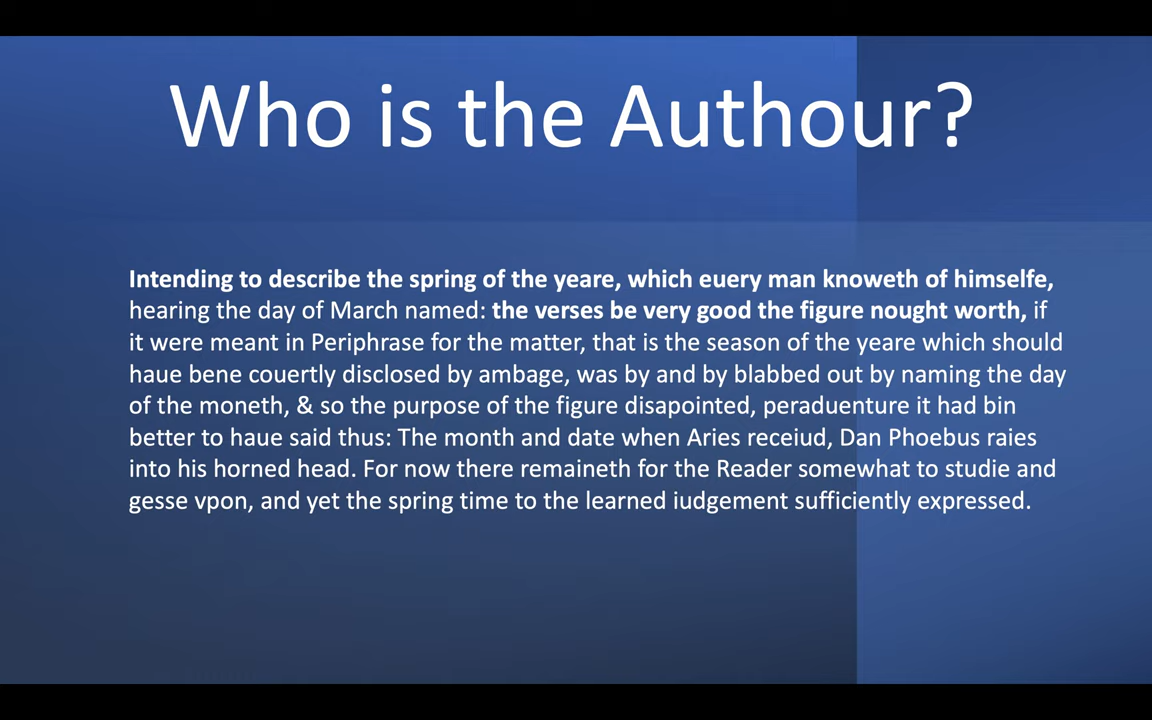 Who is the Authour?
Intending to describe the spring of the yeare, which euery man knoweth of himselfe,
hearing the day of March named: the verses be very good the figure nought worth, if
it were meant in Periphrase for the matter, that is the season of the yeare which should
haue bene couertly disclosed by ambage, was by and by blabbed out by naming the day
of the moneth, & so the purpose of the figure disapointed, peraduenture it had bin
better to haue said thus: The month and date when Aries receiud, Dan Phoebus raies
into his horned head. For now there remaineth for the Reader somewhat to studie and
gesse vpon, and yet the spring time to the learned iudgement sufficiently expressed.